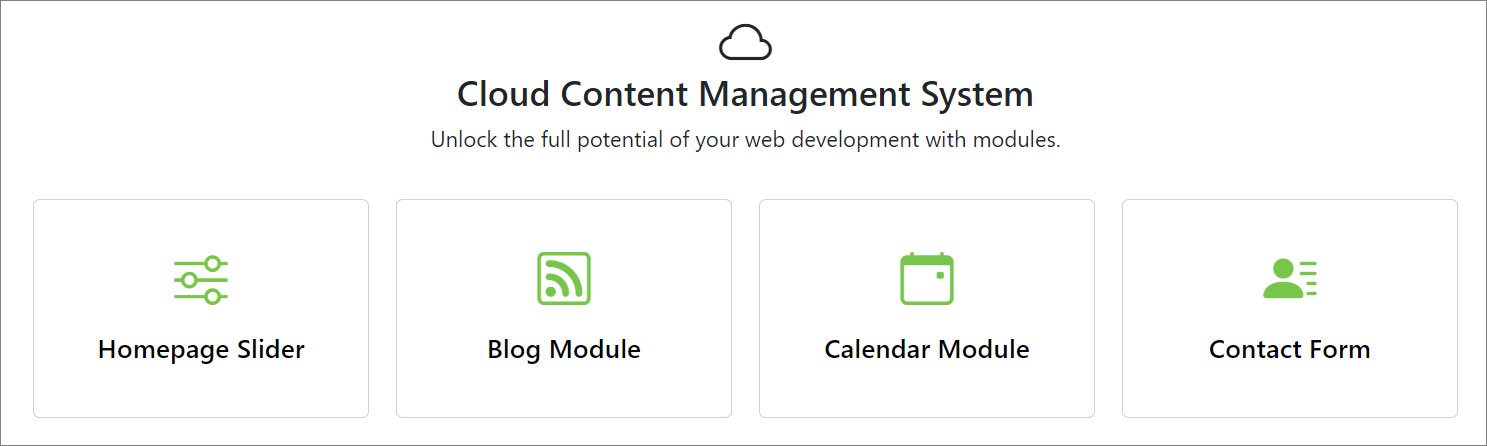 Cloud Content Management System
Unlock the full potential of your web development with modules.
Homepage Slider
Blog Module
Calendar Module
Contact Form